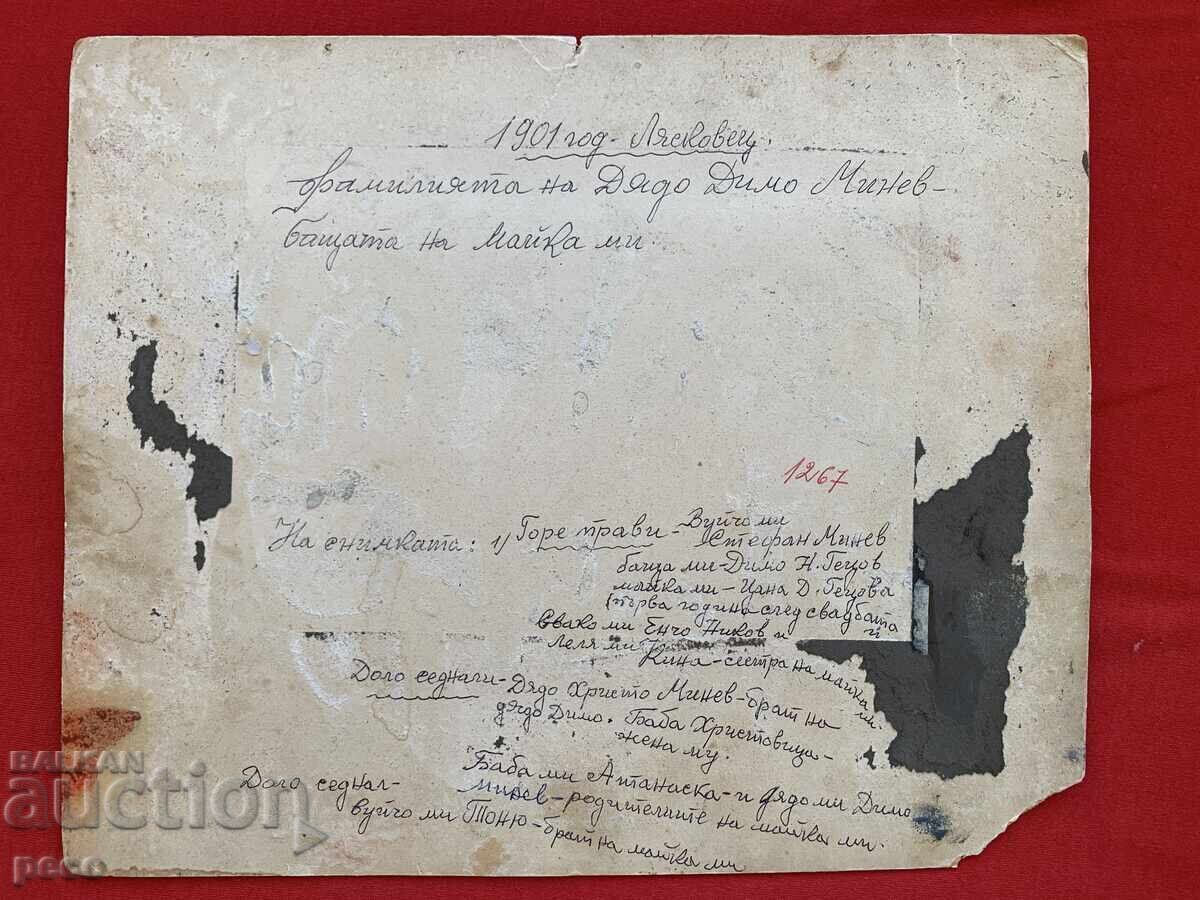 1901 год - Лясковец.
фамилията на Дядо Димо Минев -
бащата на майка ми.
1267
На снимката: 1/ Горе прави - Вуйчо ми
Стефан Минев
баща ми - Димо Н. Гецов
майка ми - Цана Д. Гецова
(първа година след свадбата
Свако ми Енчо Ников и
Леля ми
Кина - сестра на майка ми.
Доло седнали - Дядо Христо Минев - брат на
дядо Димо. Баба Христовица -
жена му.
Баба ми Атанаска - и дядо ми Димо
Минев - родителите на майка ми.
Долo седнал -
вуйчо ми Тоню - брат на майка ми
BALKAN
auction
peco